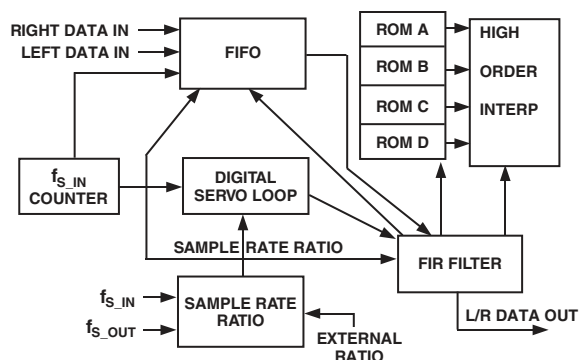 RIGHT DATA IN
LEFT DATA IN
FIFO
ROM A
ROM B
ROM C
ROM D
HIGH
ORDER
INTERP
fS_IN
COUNTER
DIGITAL
SERVO LOOP
SAMPLE RATE RATIO
FIR FILTER
fS_IN
fS_OUT
SAMPLE RATE
RATIO
EXTERNAL
RATIO
L/R DATA OUT